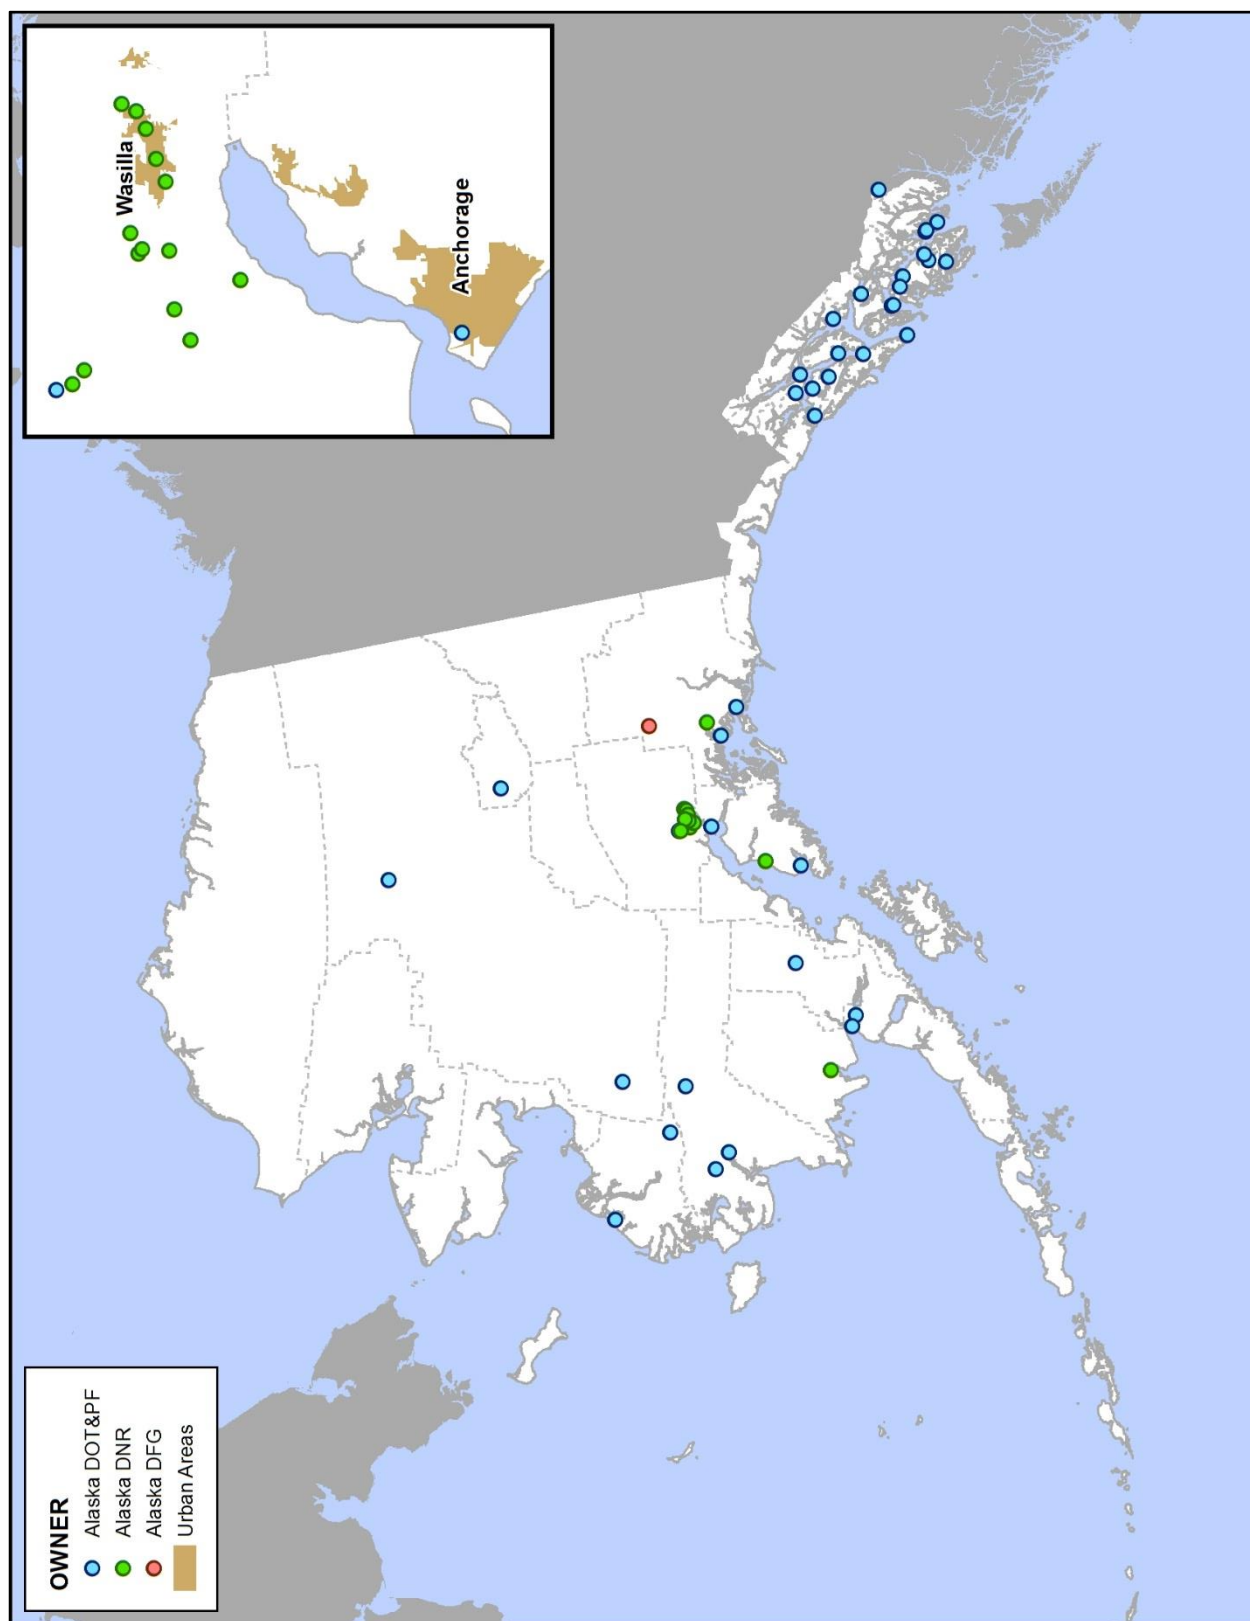 OWNER
Alaska DOT&PF
Alaska DNR
Alaska DFG
Urban Areas
Wasilla
Anchorage